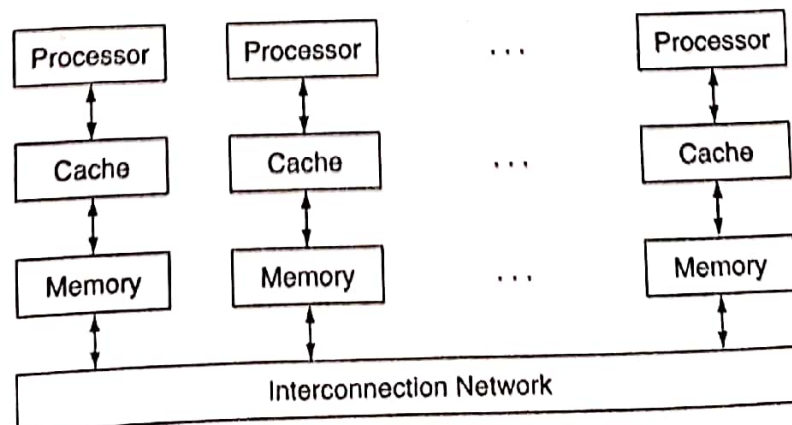 Processor Processor ... Processor
Cache Cache ... Cache
Memory Memory ... Memory
Interconnection Network